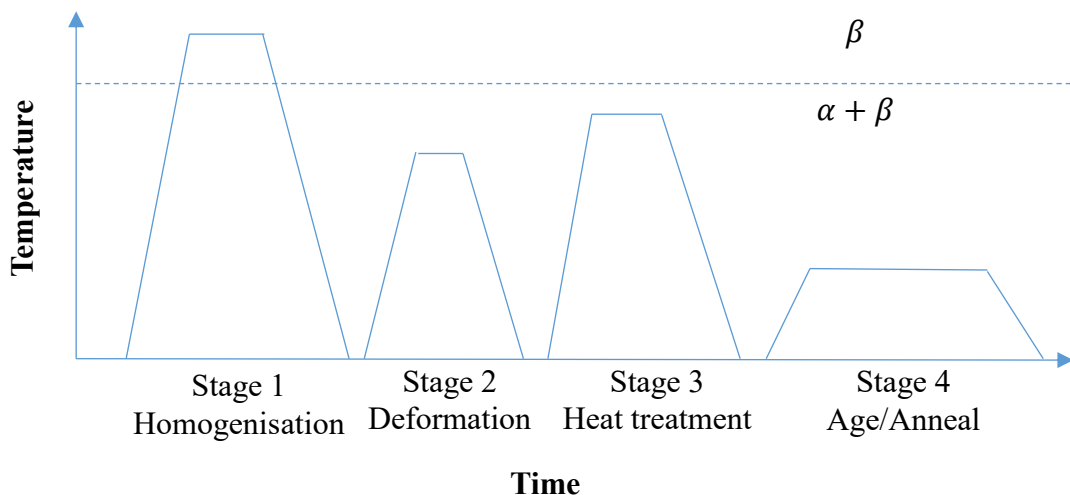 β
α + β
Temperature
Stage 1
Homogenisation
Stage 2
Deformation
Stage 3
Heat treatment
Stage 4
Age/Anneal
Time